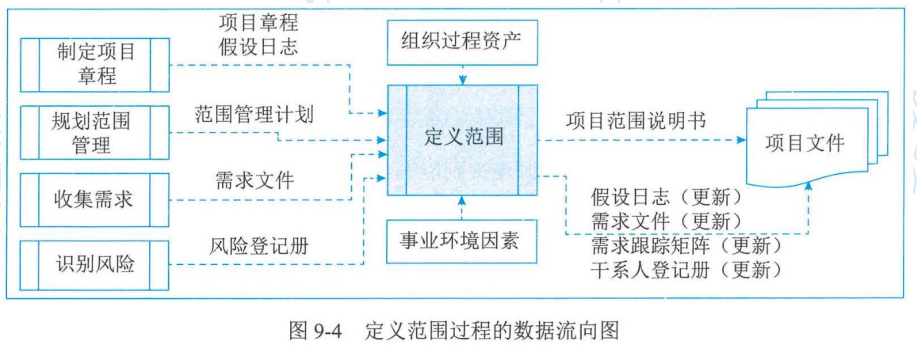 项目章程
假设日志
组织过程资产
制定项目
章程
规划范围
管理
范围管理计划
定义范围
项目范围说明书
项目文件
收集需求
需求文件
识别风险
风险登记册
事业环境因素
假设日志（更新）
需求文件（更新）
需求跟踪矩阵（更新）
干系人登记册（更新）
图 9-4 定义范围过程的数据流向图